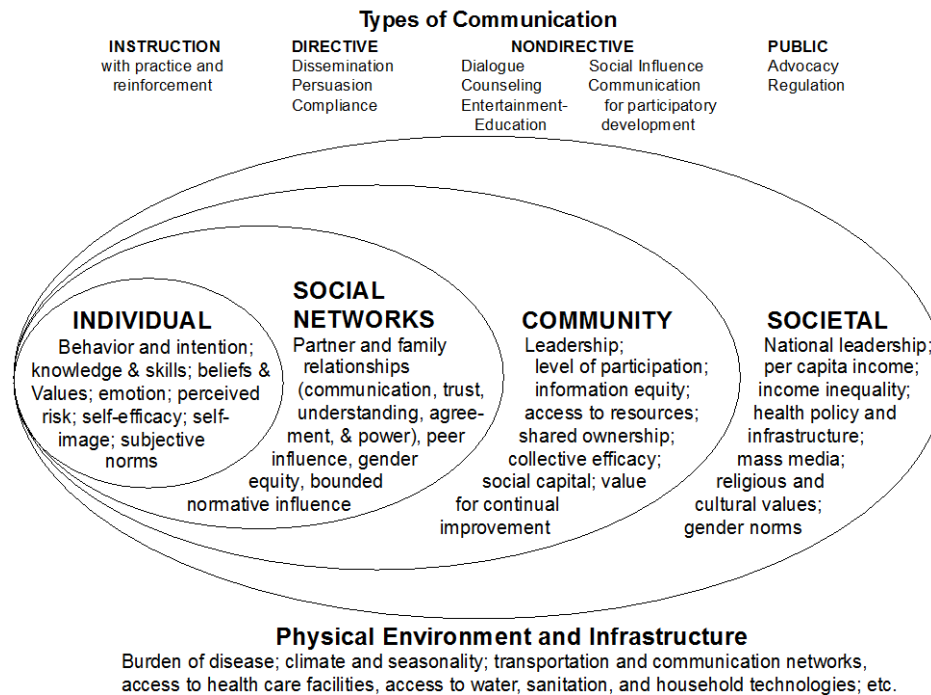 Types of Communication
INSTRUCTION
with practice and
reinforcement
DIRECTIVE
Dissemination
Persuasion
Compliance
NONDIRECTIVE
Dialogue
Counseling
Entertainment-
Education
Social Influence
Communication
for participatory
development
PUBLIC
Advocacy
Regulation
INDIVIDUAL
Behavior and intention;
knowledge & skills; beliefs &
Values; emotion; perceived
risk; self-efficacy; self-
image; subjective
norms
SOCIAL
NETWORKS
Partner and family
relationships
(communication, trust,
understanding, agree-
ment, & power), peer
influence, gender
equity, bounded
normative influence
COMMUNITY
Leadership;
level of participation;
information equity;
access to resources;
shared ownership;
collective efficacy;
social capital; value
for continual
improvement
SOCIETAL
National leadership;
per capita income;
income inequality;
health policy and
infrastructure;
mass media;
religious and
cultural values;
gender norms
Physical Environment and Infrastructure
Burden of disease; climate and seasonality; transportation and communication networks,
access to health care facilities, access to water, sanitation, and household technologies; etc.